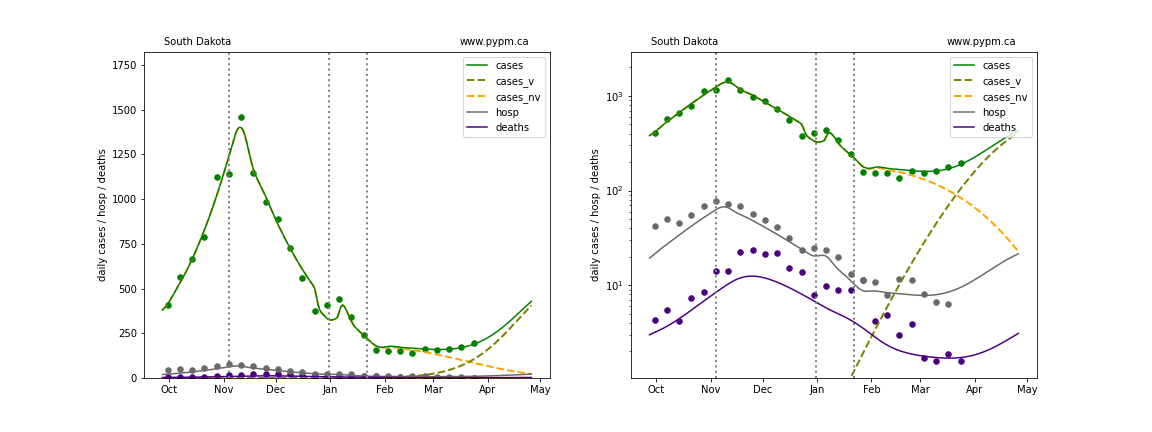 South Dakota
www.pypm.ca
daily cases / hosp / deaths
1750
1500
1250
1000
750
500
250
0
cases
cases_v
cases_nv
hosp
deaths
Oct Nov Dec Jan Feb Mar Apr May
South Dakota
www.pypm.ca
daily cases / hosp / deaths
10³
10²
10¹
cases
cases_v
cases_nv
hosp
deaths
Oct Nov Dec Jan Feb Mar Apr May